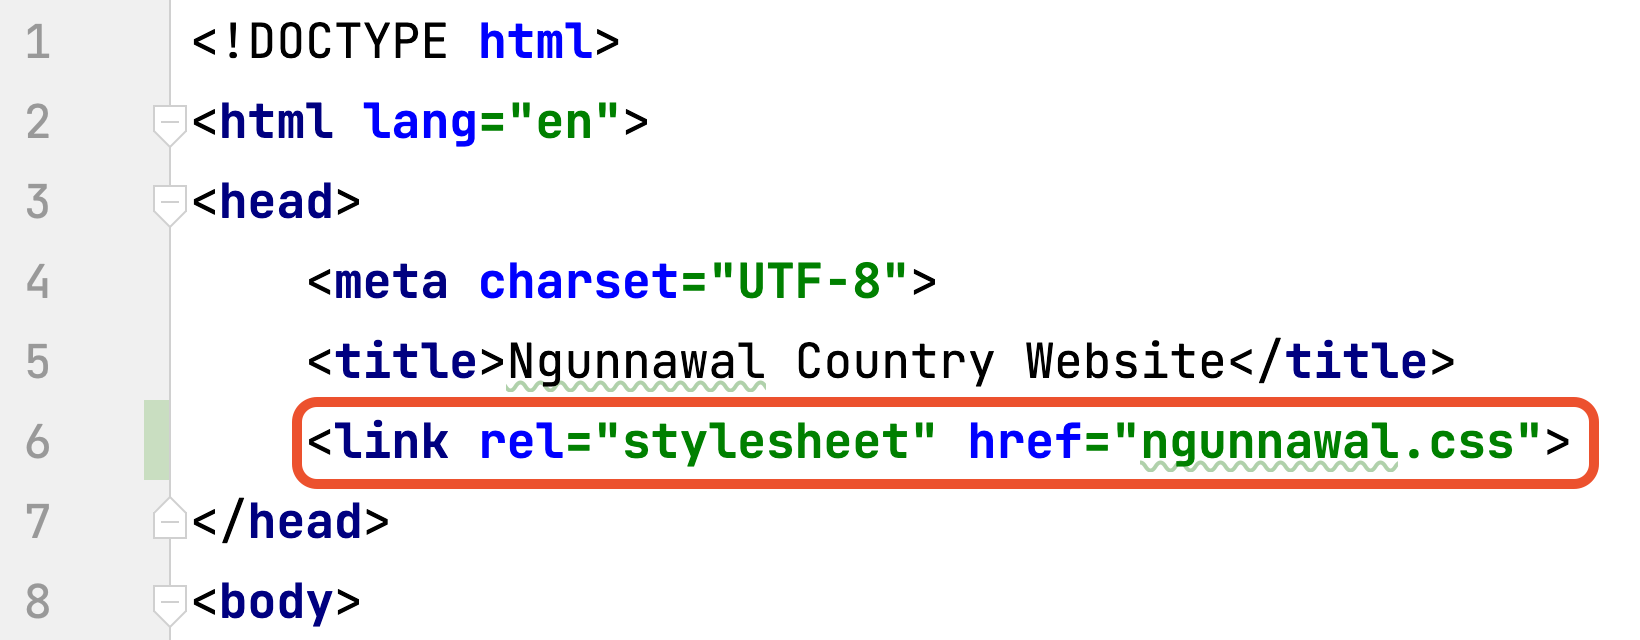 1 <!DOCTYPE html>
2 <html lang="en">
3 <head>
4     <meta charset="UTF-8">
5     <title>Ngunnawal Country Website</title>
6     <link rel="stylesheet" href="ngunnawal.css">
7 </head>
8 <body>